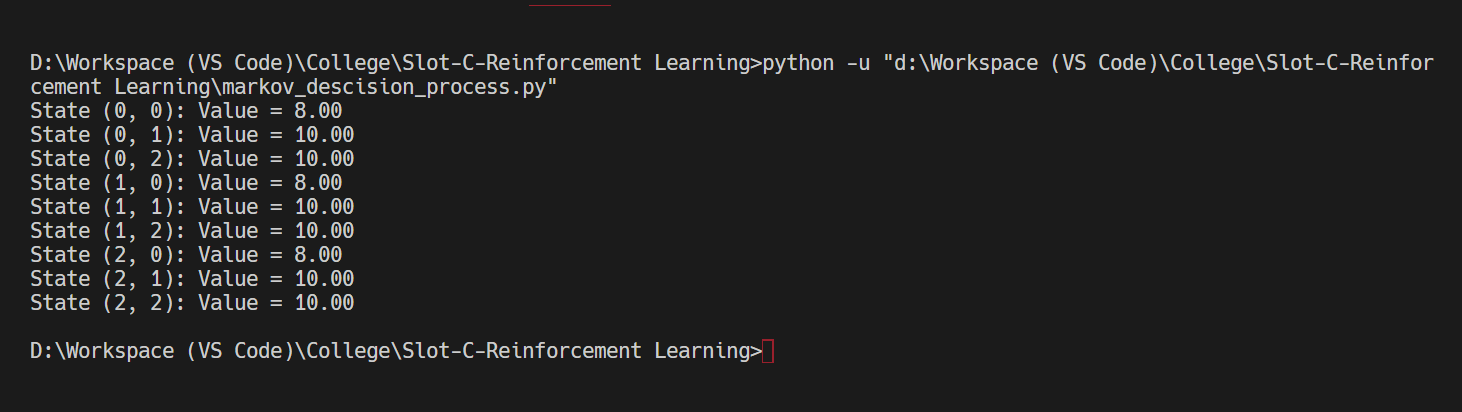 D:\Workspace (VS Code)\College\Slot-C-Reinforcement Learning>python -u "d:\Workspace (VS Code)\College\Slot-C-Reinfor
cement Learning\markov_descision_process.py"
State (0, 0): Value = 8.00
State (0, 1): Value = 10.00
State (0, 2): Value = 10.00
State (1, 0): Value = 8.00
State (1, 1): Value = 10.00
State (1, 2): Value = 10.00
State (2, 0): Value = 8.00
State (2, 1): Value = 10.00
State (2, 2): Value = 10.00
D:\Workspace (VS Code)\College\Slot-C-Reinforcement Learning>